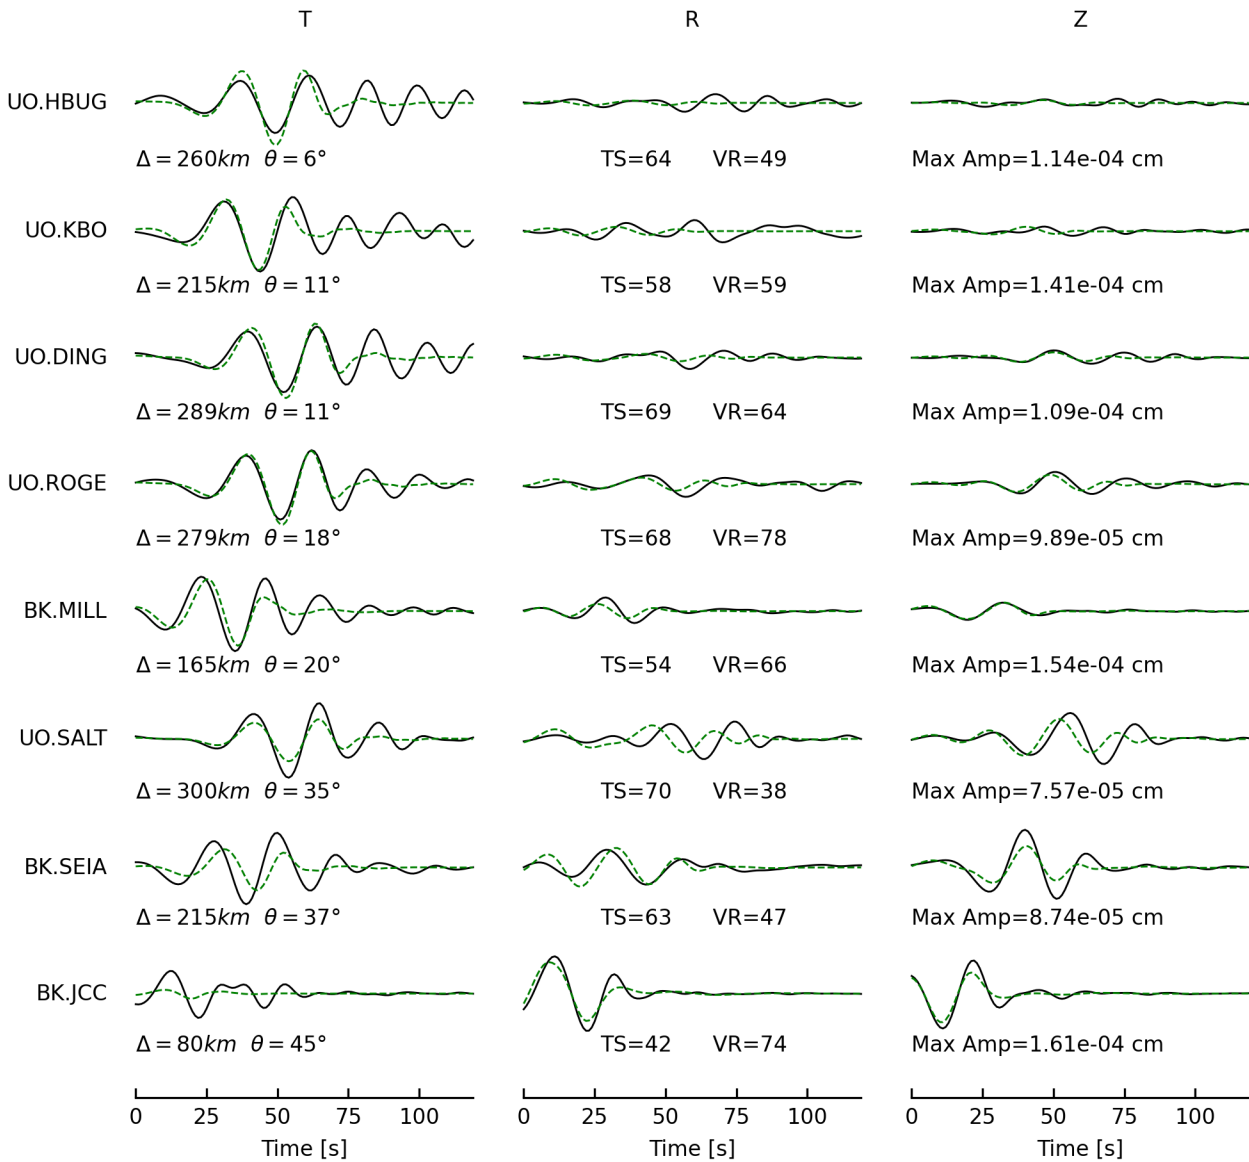 T R Z
UO.HBUG
Δ = 260km θ = 6° TS=64 VR=49 Max Amp=1.14e-04 cm
UO.KBO
Δ = 215km θ = 11° TS=58 VR=59 Max Amp=1.41e-04 cm
UO.DING
Δ = 289km θ = 11° TS=69 VR=64 Max Amp=1.09e-04 cm
UO.ROGE
Δ = 279km θ = 18° TS=68 VR=78 Max Amp=9.89e-05 cm
BK.MILL
Δ = 165km θ = 20° TS=54 VR=66 Max Amp=1.54e-04 cm
UO.SALT
Δ = 300km θ = 35° TS=70 VR=38 Max Amp=7.57e-05 cm
BK.SEIA
Δ = 215km θ = 37° TS=63 VR=47 Max Amp=8.74e-05 cm
BK.JCC
Δ = 80km θ = 45° TS=42 VR=74 Max Amp=1.61e-04 cm
0 25 50 75 100 0 25 50 75 100 0 25 50 75 100
Time [s] Time [s] Time [s]